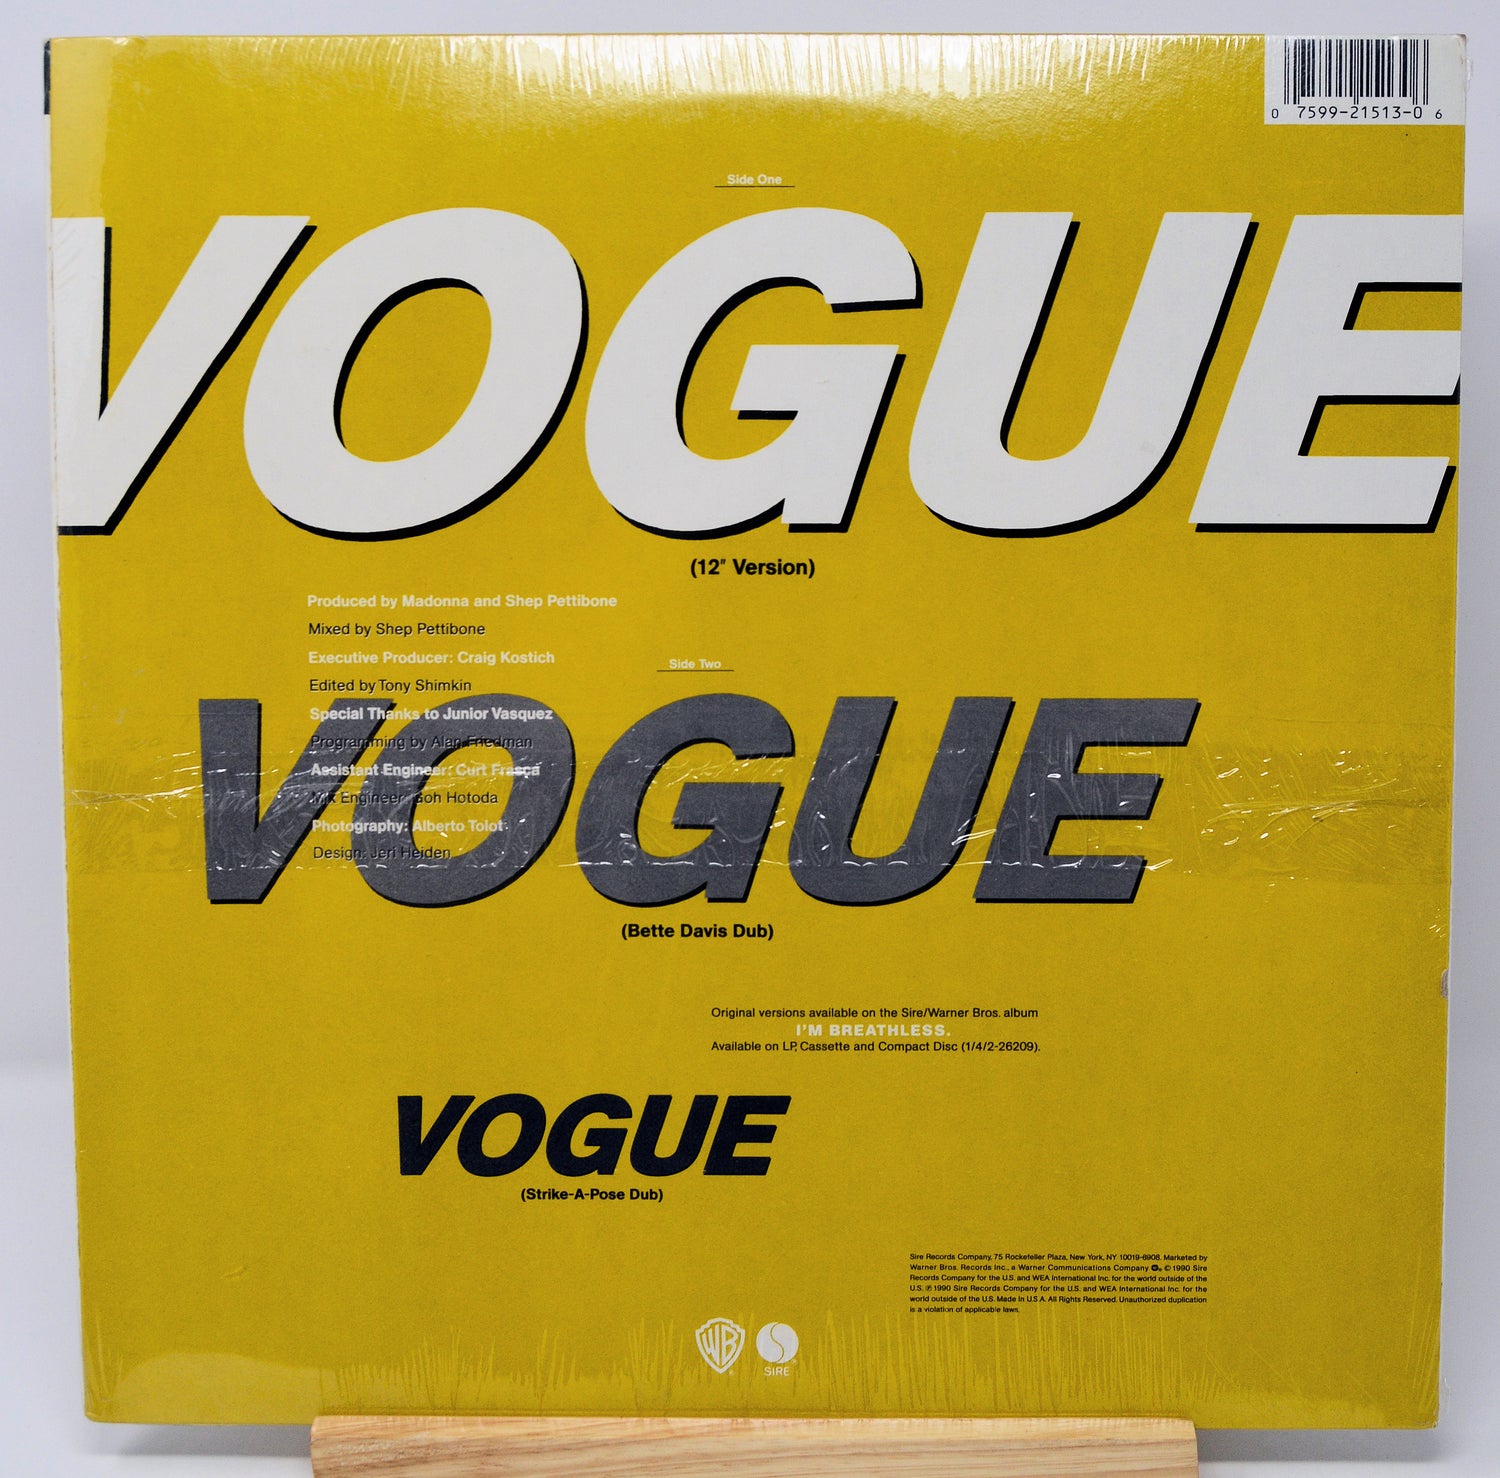 0 7599-21513-0 6
Side One
VOGUE
(12" Version)
Produced by Madonna and Shep Pettibone
Mixed by Shep Pettibone
Executive Producer: Craig Kostich
Edited by Tony Shimkin
Special Thanks to Junior Vasquez
Programming by Alan Friedman
Assistant Engineer: Curt Frasca
Mix Engineer: Goh Hotoda
Photography: Alberto Tolot
Design: Jeri Heiden
Side Two
VOGUE
(Bette Davis Dub)
Original versions available on the Sire/Warner Bros. album
I'M BREATHLESS.
Available on LP, Cassette and Compact Disc (1/4/2-26209).
VOGUE
(Strike-A-Pose Dub)
Sire Records Company, 75 Rockefeller Plaza, New York, NY 10019-6908. Marketed by
Warner Bros. Records Inc., a Warner Communications Company ©1990 Sire
Records Company for the U.S. and WEA International Inc. for the world outside of the
U.S. ℗1990 Sire Records Company for the U.S. and WEA International Inc. for the
world outside of the U.S. Made in U.S.A. All Rights Reserved. Unauthorized duplication
is a violation of applicable laws.
WB
SIRE